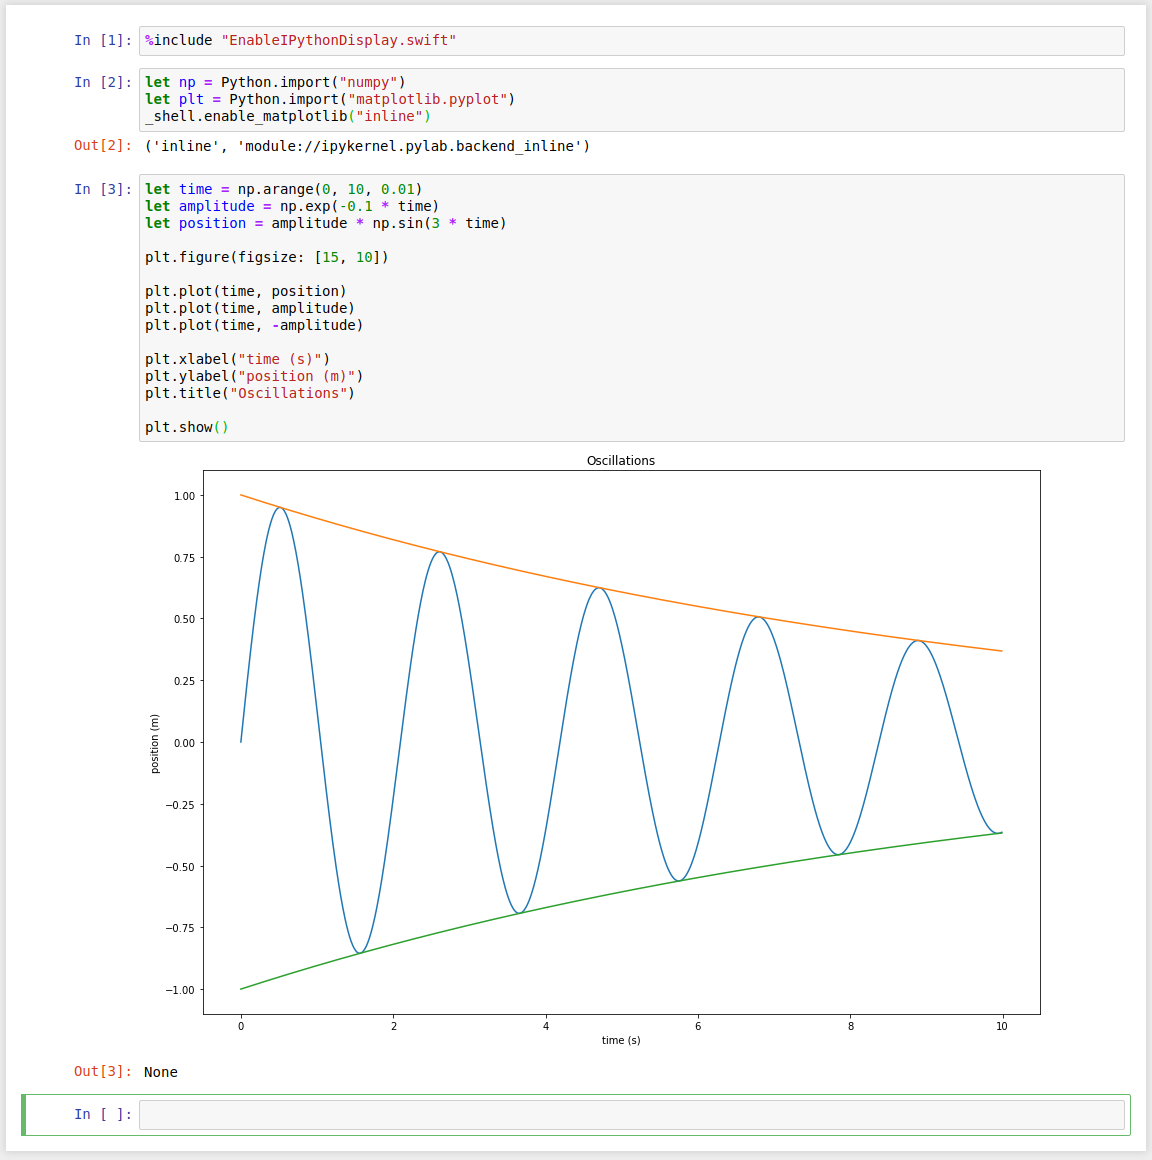 In [1]: %include "EnableIPythonDisplay.swift"
In [2]: let np = Python.import("numpy")
let plt = Python.import("matplotlib.pyplot")
_shell.enable_matplotlib("inline")
Out[2]: ('inline', 'module://ipykernel.pylab.backend_inline')
In [3]: let time = np.arange(0, 10, 0.01)
let amplitude = np.exp(-0.1 * time)
let position = amplitude * np.sin(3 * time)
plt.figure(figsize: [15, 10])
plt.plot(time, position)
plt.plot(time, amplitude)
plt.plot(time, -amplitude)
plt.xlabel("time (s)")
plt.ylabel("position (m)")
plt.title("Oscillations")
plt.show()
Oscillations
1.00
0.75
0.50
0.25
0.00
−0.25
−0.50
−0.75
−1.00
position (m)
0 2 4 6 8 10
time (s)
Out[3]: None
In [ ]: